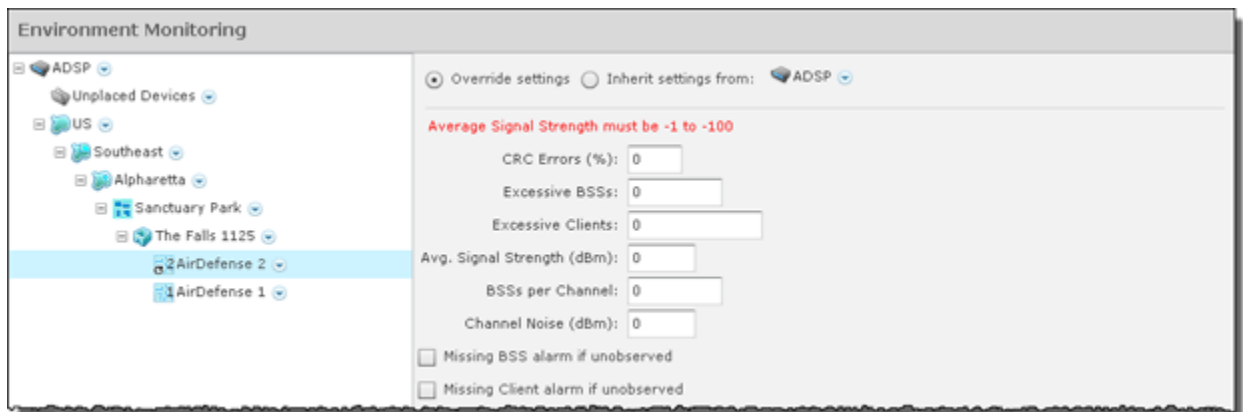 Environment Monitoring
ADSP
Unplaced Devices
US
Southeast
Alpharetta
Sanctuary Park
The Falls 1125
2 AirDefense 2
1 AirDefense 1
Override settings Inherit settings from: ADSP
Average Signal Strength must be -1 to -100
CRC Errors (%): 0
Excessive BSSs: 0
Excessive Clients: 0
Avg. Signal Strength (dBm): 0
BSSs per Channel: 0
Channel Noise (dBm): 0
Missing BSS alarm if unobserved
Missing Client alarm if unobserved